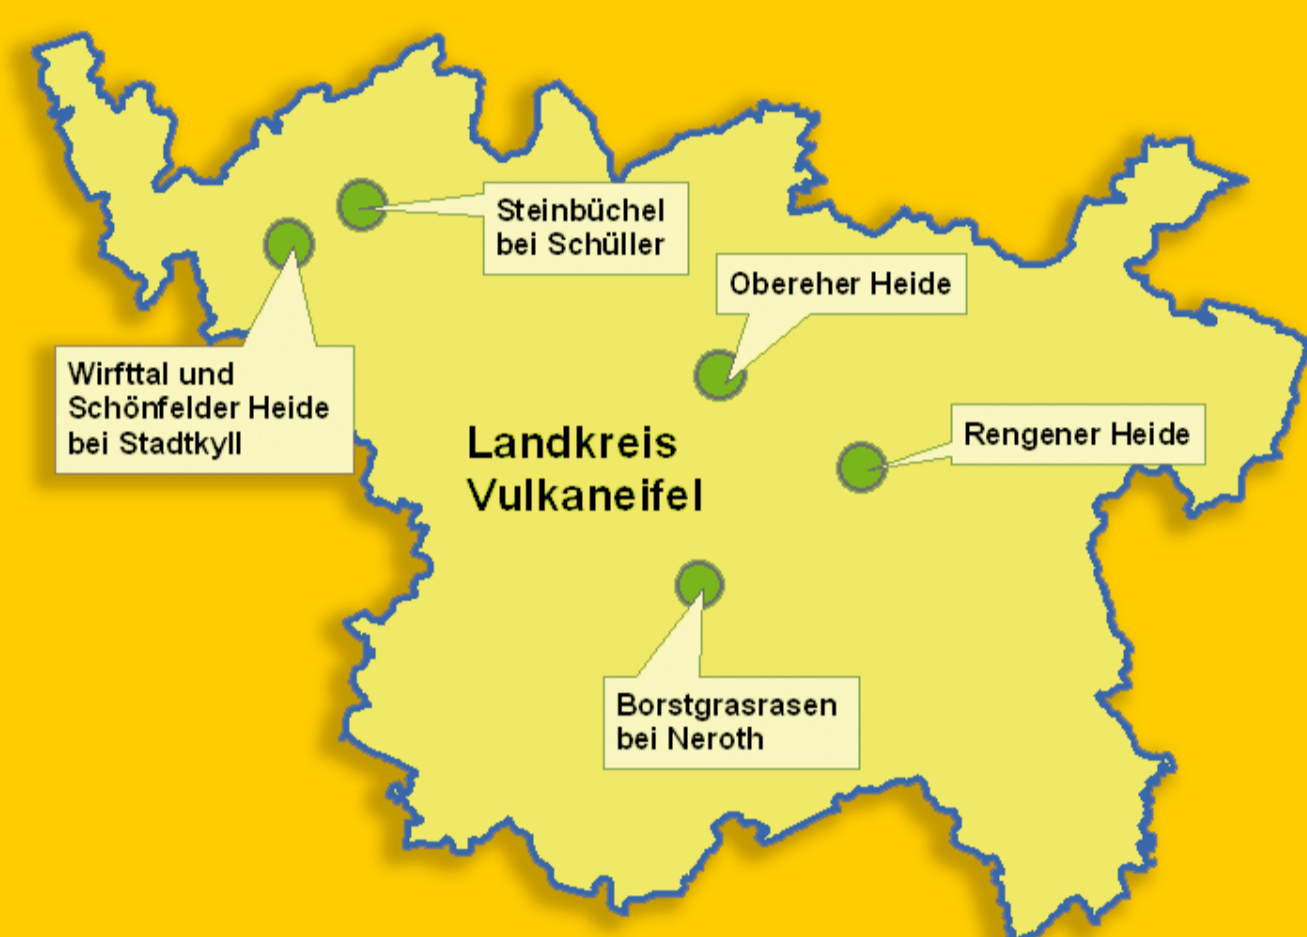 Steinbüchel
bei Schüller
Obereher Heide
Wirfttal und
Schönfelder Heide
bei Stadtkyll
Landkreis
Vulkaneifel
Rengener Heide
Borstgrasrasen
bei Neroth